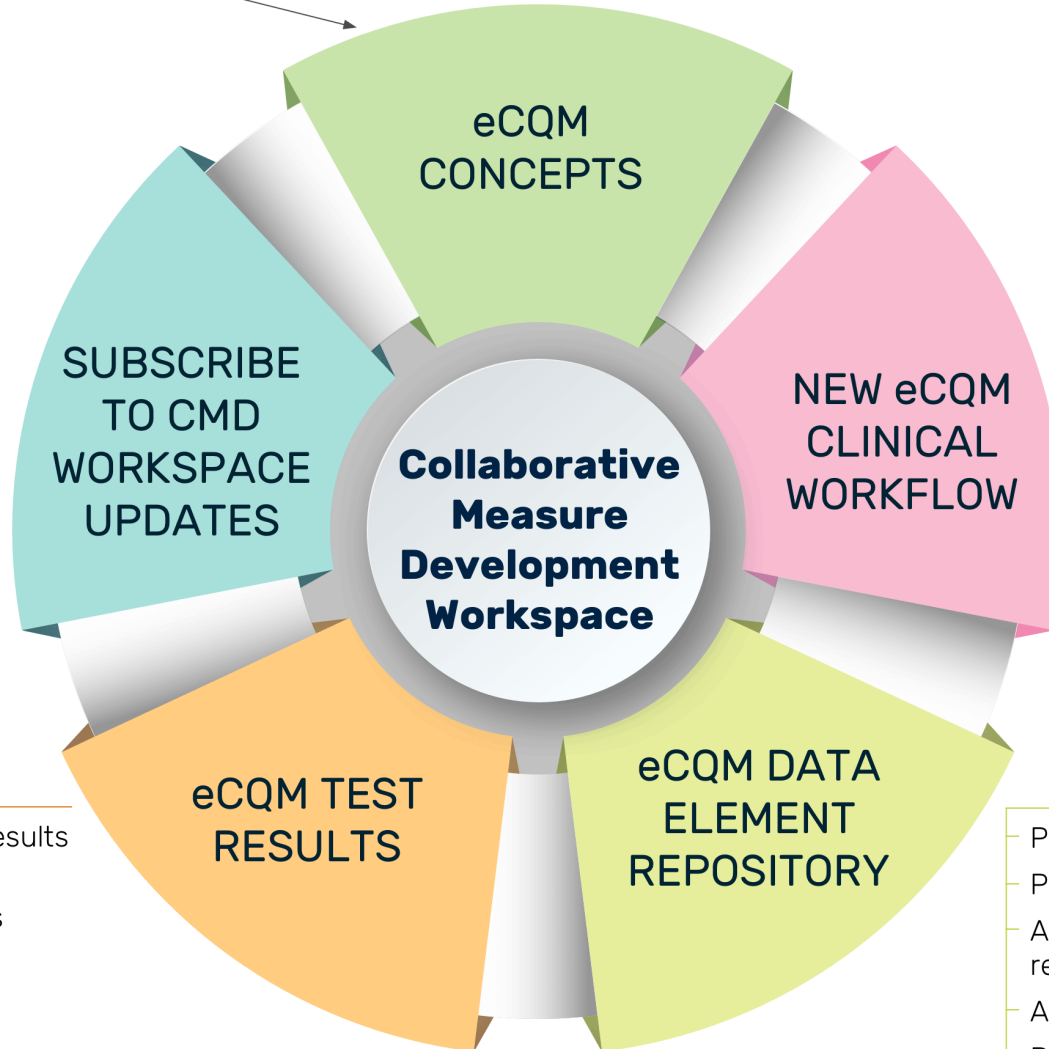 eCQM
CONCEPTS
SUBSCRIBE
TO CMD
WORKSPACE
UPDATES
NEW eCQM
CLINICAL
WORKFLOW
Collaborative
Measure
Development
Workspace
eCQM TEST
RESULTS
eCQM DATA
ELEMENT
REPOSITORY